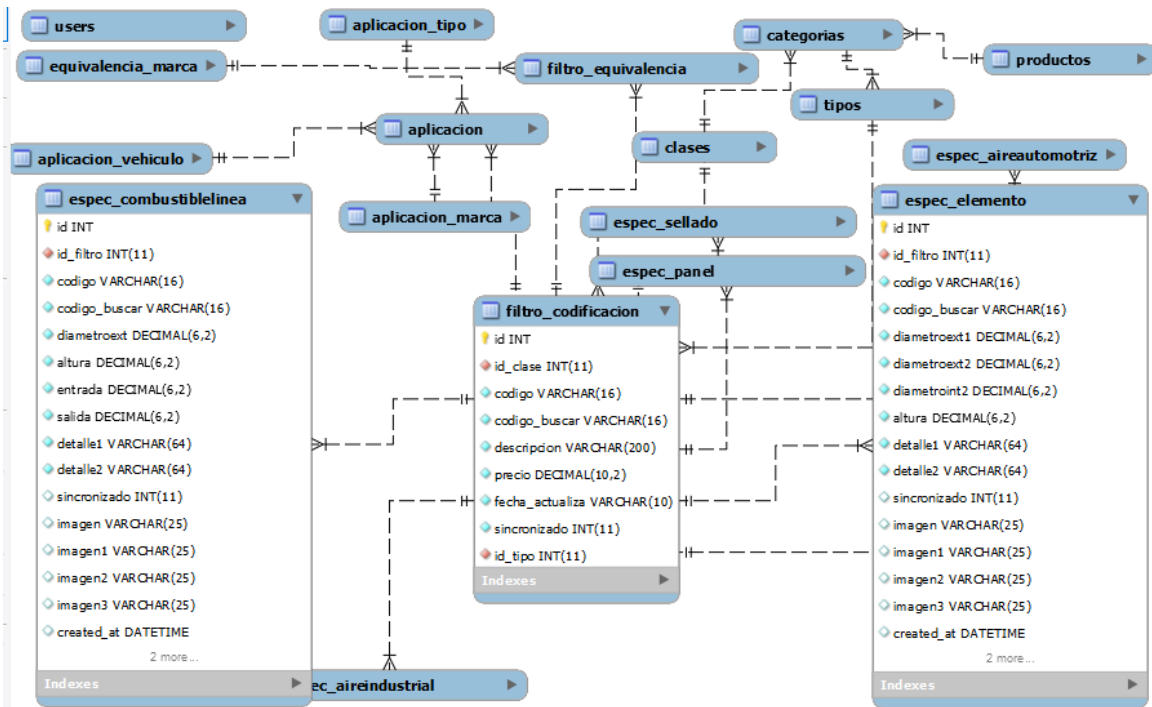 users
aplicacion_tipo
categorias
equivalencia_marca
filtro_equivalencia
productos
tipos
aplicacion
clases
aplicacion_vehiculo
espec_aireautomotriz
aplicacion_marca
espec_sellado
espec_panel
espec_combustiblelinea
id INT
id_filtro INT(11)
codigo VARCHAR(16)
codigo_buscar VARCHAR(16)
diametroext DECIMAL(6,2)
altura DECIMAL(6,2)
entrada DECIMAL(6,2)
salida DECIMAL(6,2)
detalle1 VARCHAR(64)
detalle2 VARCHAR(64)
sincronizado INT(11)
imagen VARCHAR(25)
imagen1 VARCHAR(25)
imagen2 VARCHAR(25)
imagen3 VARCHAR(25)
created_at DATETIME
2 more...
Indexes
filtro_codificacion
id INT
id_clase INT(11)
codigo VARCHAR(16)
codigo_buscar VARCHAR(16)
descripcion VARCHAR(200)
precio DECIMAL(10,2)
fecha_actualiza VARCHAR(10)
sincronizado INT(11)
id_tipo INT(11)
Indexes
espec_elemento
id INT
id_filtro INT(11)
codigo VARCHAR(16)
codigo_buscar VARCHAR(16)
diametroext1 DECIMAL(6,2)
diametroext2 DECIMAL(6,2)
diametroint2 DECIMAL(6,2)
altura DECIMAL(6,2)
detalle1 VARCHAR(64)
detalle2 VARCHAR(64)
sincronizado INT(11)
imagen VARCHAR(25)
imagen1 VARCHAR(25)
imagen2 VARCHAR(25)
imagen3 VARCHAR(25)
created_at DATETIME
2 more...
Indexes
ec_aireindustrial